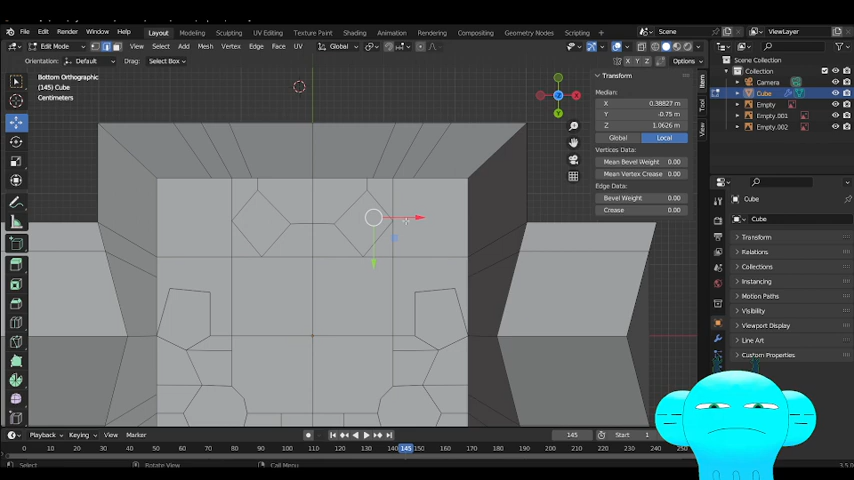 File Edit Render Window Help Layout Modeling Sculpting UV Editing Texture Paint Shading Animation Rendering Compositing Geometry Nodes Scripting Scene ViewLayer
Edit Mode View Select Add Mesh Vertex Edge Face UV Global
Orientation: Default Drag: Select Box X Y Z Options
Bottom Orthographic
(145) Cube
Centimeters
Transform
Median:
X 0.38827 m
Y -0.75 m
Z 1.0626 m
Global Local
Vertices Data:
Mean Bevel Weight 0.00
Mean Vertex Crease 0.00
Edge Data:
Bevel Weight 0.00
Crease 0.00
Item
Tool
View
Scene Collection
Collection
Camera
Cube
Empty
Empty.001
Empty.002
Cube
Cube
Transform
Relations
Collections
Instancing
Motion Paths
Visibility
Viewport Display
Line Art
Custom Properties
Playback Keying View Marker 145 Start 1
0 10 20 30 40 50 60 70 80 90 100 110 120 130 140 145 150 160 170 180 190 200 210 220 230 240 250
Select Rotate View Call Menu 3.5.0